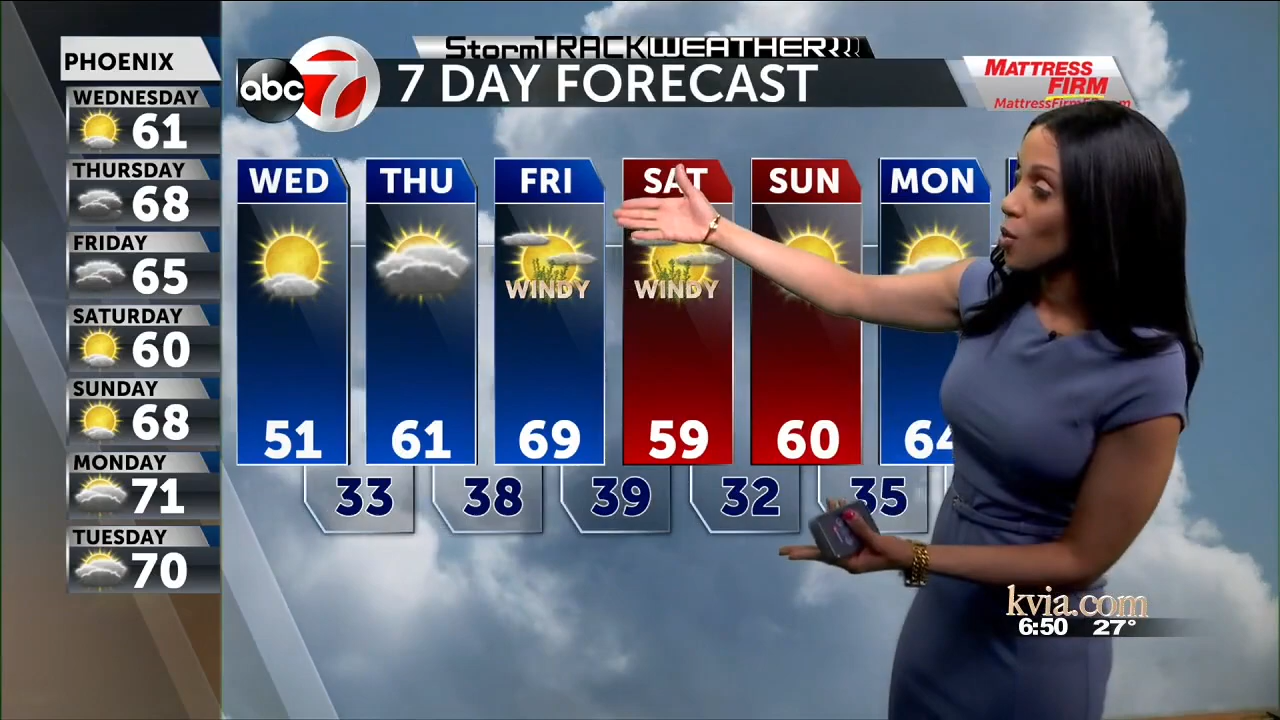 StormTRACKWEATHER
abc 7
7 DAY FORECAST
MATTRESS
FIRM
PHOENIX
WEDNESDAY
61
THURSDAY
68
FRIDAY
65
SATURDAY
60
SUNDAY
68
MONDAY
71
TUESDAY
70
WED THU FRI SAT SUN MON
WINDY WINDY
51 61 69 59 60 64
33 38 39 32 35
kvia.com
6:50 27°